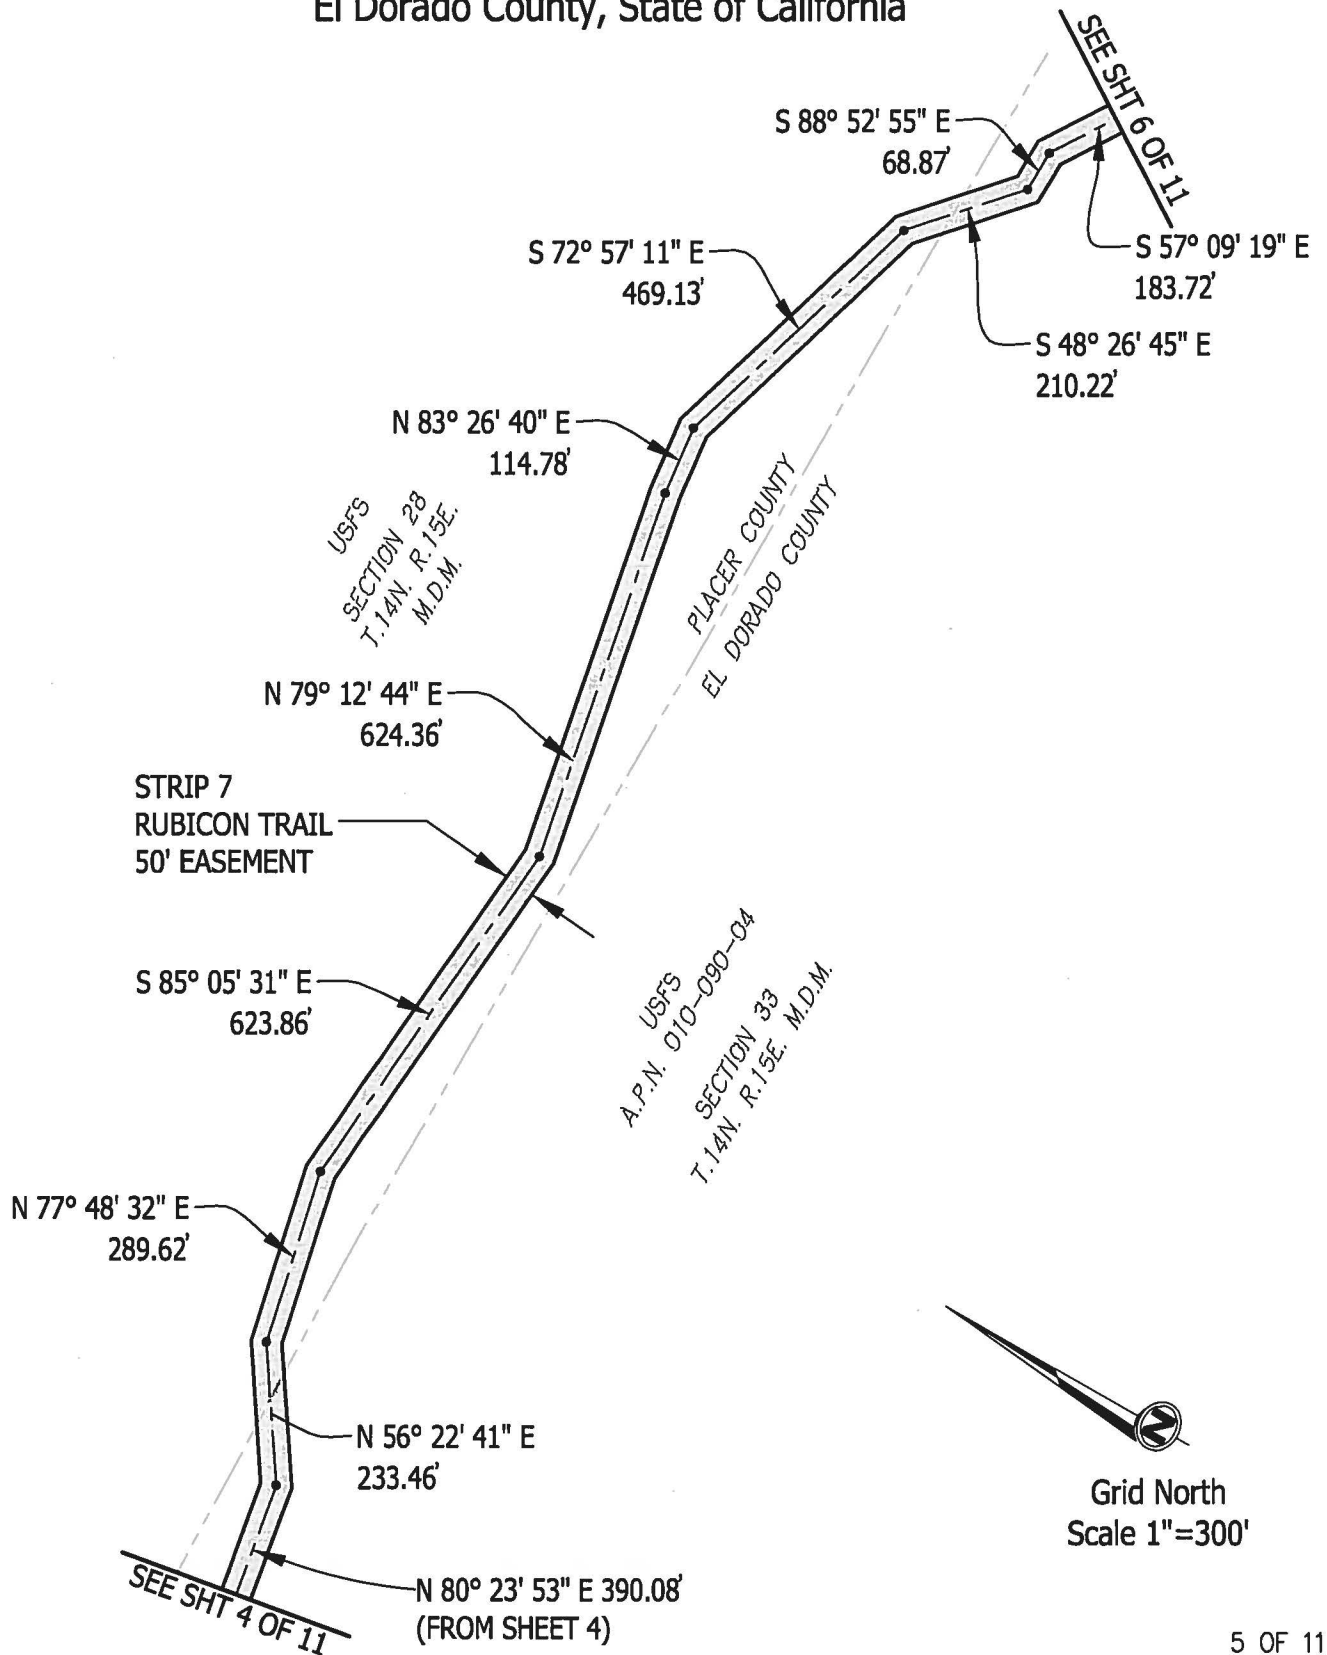 El Dorado County, State of California
SEE SHT 6 OF 11
S 88° 52' 55" E
68.87'
S 57° 09' 19" E
183.72'
S 72° 57' 11" E
469.13'
S 48° 26' 45" E
210.22'
N 83° 26' 40" E
114.78'
USFS
SECTION 28
T.14N. R.15E.
M.D.M.
PLACER COUNTY
EL DORADO COUNTY
N 79° 12' 44" E
624.36'
STRIP 7
RUBICON TRAIL
50' EASEMENT
S 85° 05' 31" E
623.86'
USFS
A.P.N. 010-090-04
SECTION 33
T.14N. R.15E. M.D.M.
N 77° 48' 32" E
289.62'
N 56° 22' 41" E
233.46'
N
Grid North
Scale 1"=300'
SEE SHT 4 OF 11
N 80° 23' 53" E 390.08'
(FROM SHEET 4)
5 OF 11